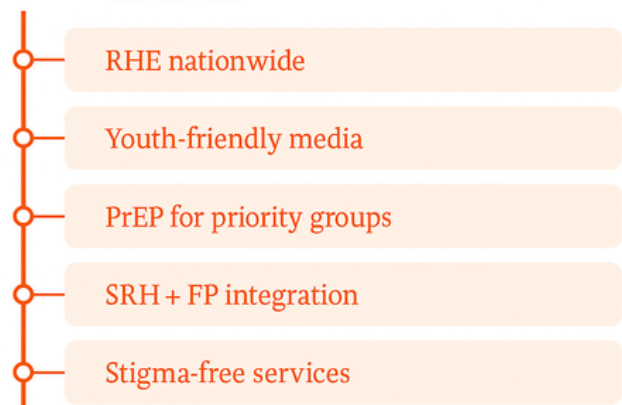 RHE nationwide
Youth-friendly media
PrEP for priority groups
SRH + FP integration
Stigma-free services